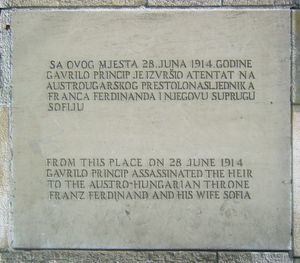 SA OVOG MJESTA 28. JUNA 1914. GODINE
GAVRILO PRINCIP JE IZVRŠIO ATENTAT NA
AUSTROUGARSKOG PRESTOLONASLJEDNIKA
FRANCA FERDINANDA I NJEGOVU SUPRUGU
SOFIJU
FROM THIS PLACE ON 28 JUNE 1914
GAVRILO PRINCIP ASSASSINATED THE HEIR
TO THE AUSTRO-HUNGARIAN THRONE
FRANZ FERDINAND AND HIS WIFE SOFIA